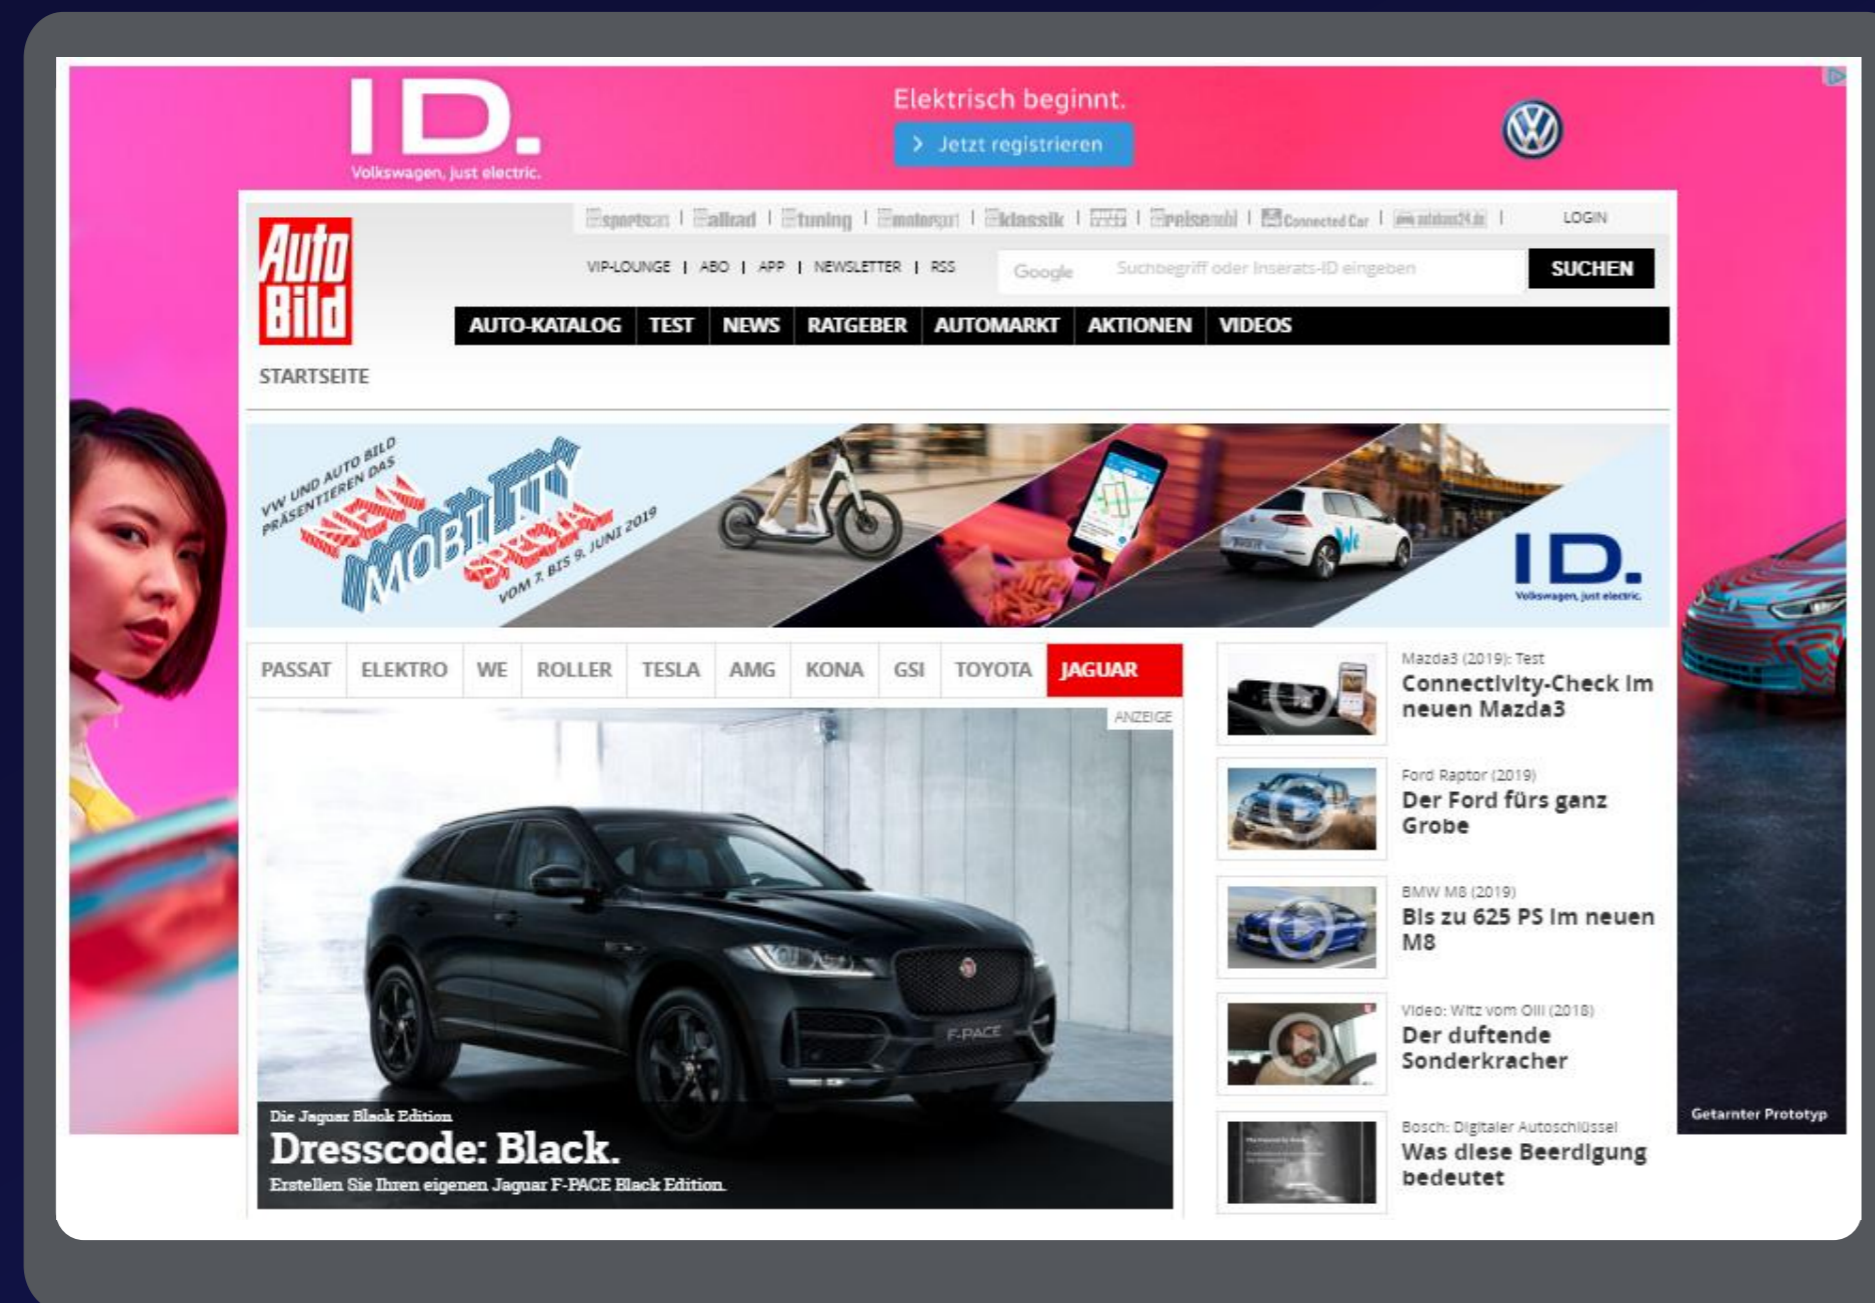 ID.
Volkswagen, just electric.
Elektrisch beginnt.
> Jetzt registrieren
Auto
Bild
sportscars | allrad | tuning | motorsport | klassik | reisemobil | Connected Car | autohaus24.de | LOGIN
VIP-LOUNGE | ABO | APP | NEWSLETTER | RSS
Google Suchbegriff oder Inserats-ID eingeben SUCHEN
AUTO-KATALOG TEST NEWS RATGEBER AUTOMARKT AKTIONEN VIDEOS
STARTSEITE
VW UND AUTO BILD
PRÄSENTIEREN DAS
NEW
MOBILITY
SPECIAL
VOM 7. BIS 9. JUNI 2019
We
ID.
Volkswagen, just electric.
PASSAT ELEKTRO WE ROLLER TESLA AMG KONA GSI TOYOTA JAGUAR
ANZEIGE
F-PACE
Die Jaguar Black Edition
Dresscode: Black.
Erstellen Sie Ihren eigenen Jaguar F-PACE Black Edition.
Mazda3 (2019): Test
Connectivity-Check im
neuen Mazda3
Ford Raptor (2019)
Der Ford fürs ganz
Grobe
BMW M8 (2019)
Bis zu 625 PS im neuen
M8
Video: Witz vom Olli (2018)
Der duftende
Sonderkracher
Bosch: Digitaler Autoschlüssel
Was diese Beerdigung
bedeutet
Getarnter Prototyp